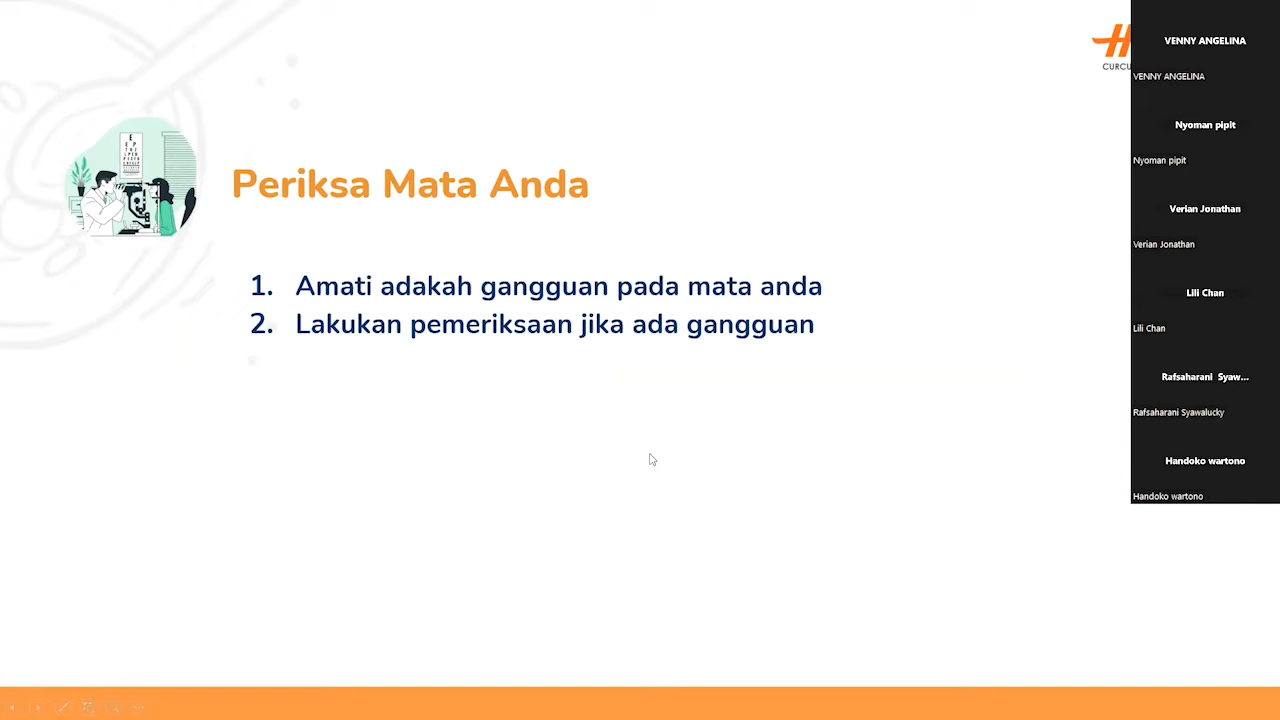 CURCU
Periksa Mata Anda
1. Amati adakah gangguan pada mata anda
2. Lakukan pemeriksaan jika ada gangguan
VENNY ANGELINA
VENNY ANGELINA
Nyoman pipit
Nyoman pipit
Verian Jonathan
Verian Jonathan
Lili Chan
Lili Chan
Rafsaharani Syaw...
Rafsaharani Syawalucky
Handoko wartono
Handoko wartono